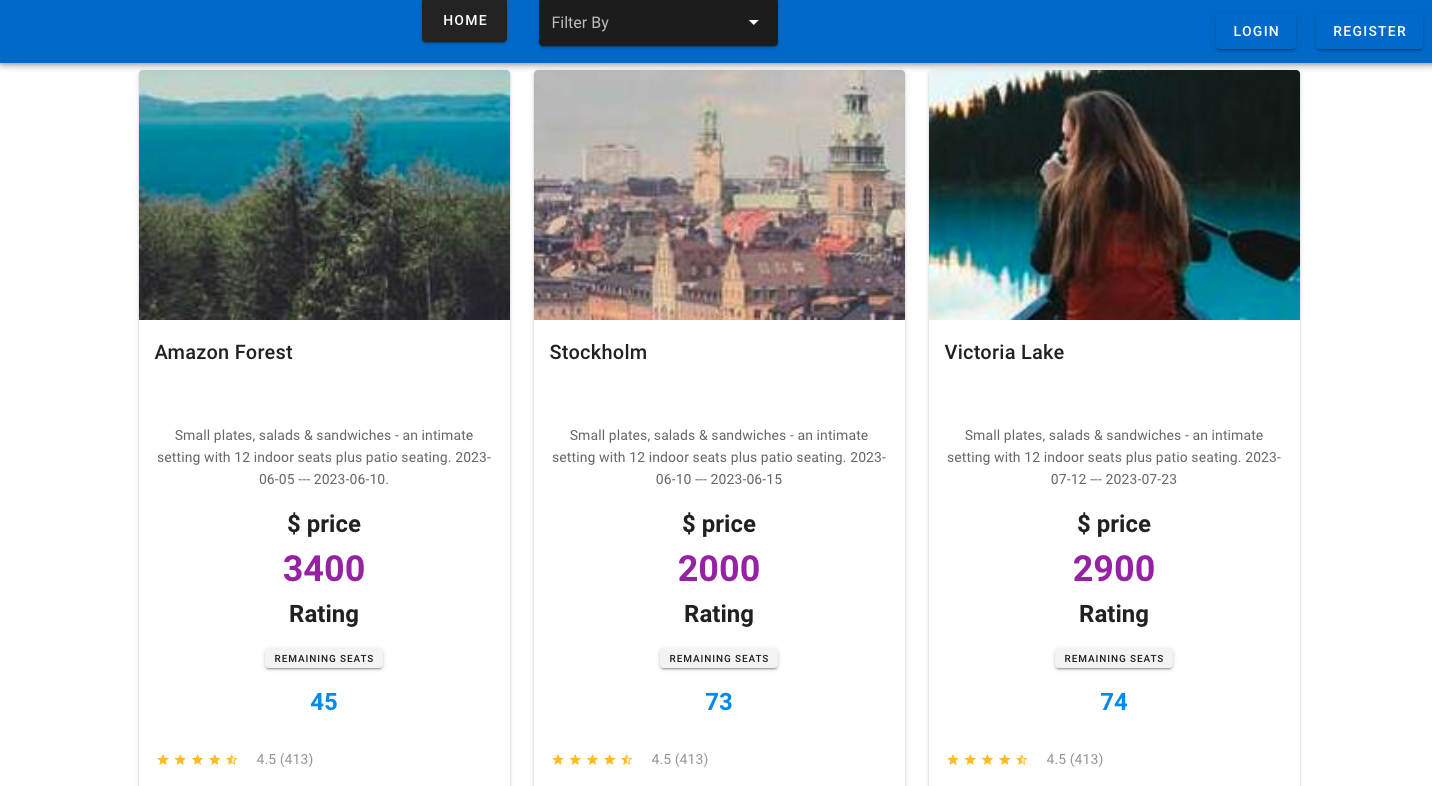 HOME
Filter By
LOGIN
REGISTER
Amazon Forest
Small plates, salads & sandwiches - an intimate
setting with 12 indoor seats plus patio seating. 2023-
06-05 --- 2023-06-10.
$ price
3400
Rating
REMAINING SEATS
45
4.5 (413)
Stockholm
Small plates, salads & sandwiches - an intimate
setting with 12 indoor seats plus patio seating. 2023-
06-10 --- 2023-06-15
$ price
2000
Rating
REMAINING SEATS
73
4.5 (413)
Victoria Lake
Small plates, salads & sandwiches - an intimate
setting with 12 indoor seats plus patio seating. 2023-
07-12 --- 2023-07-23
$ price
2900
Rating
REMAINING SEATS
74
4.5 (413)